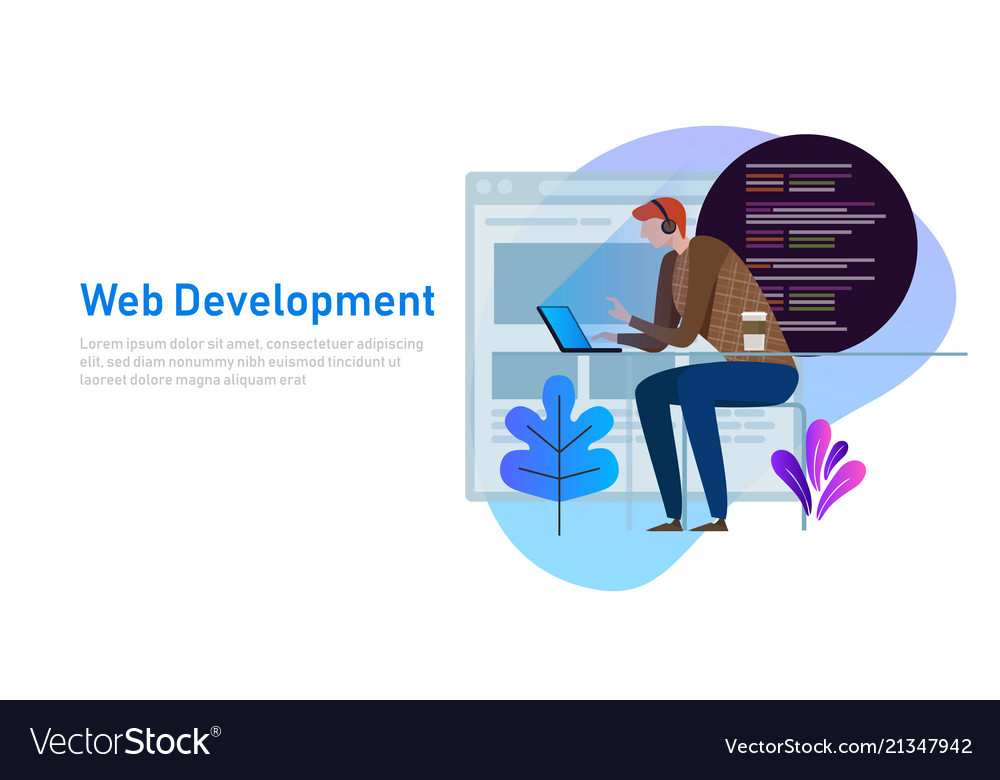 Web Development
Lorem ipsum dolor sit amet, consectetuer adipiscing
elit, sed diam nonummy nibh euismod tincidunt ut
laoreet dolore magna aliquam erat
VectorStock®
VectorStock.com/21347942